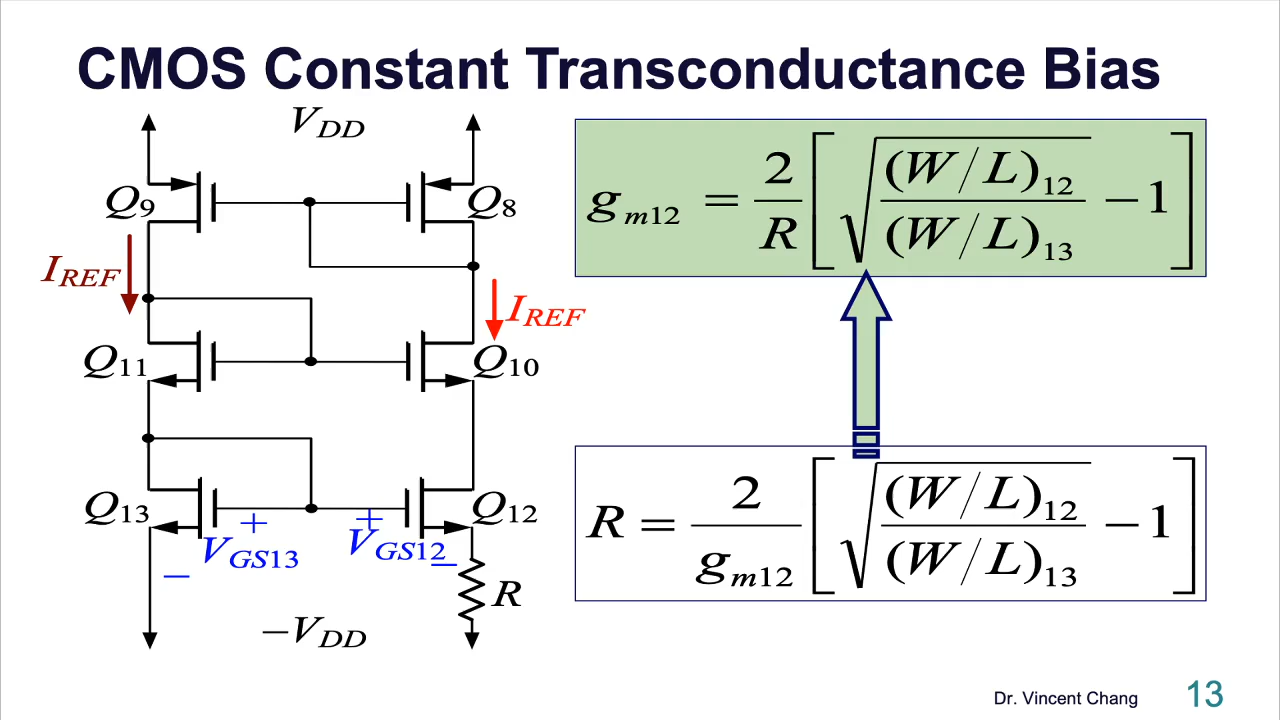 CMOS Constant Transconductance Bias
V_DD
Q_9
Q_8
I_REF
I_REF
Q_11
Q_10
Q_13
Q_12
+
V_GS13
−
+
V_GS12
−
R
−V_DD
g_m12 = 2/R [ √( (W/L)_12 / (W/L)_13 ) − 1 ]
R = 2/g_m12 [ √( (W/L)_12 / (W/L)_13 ) − 1 ]
Dr. Vincent Chang
13